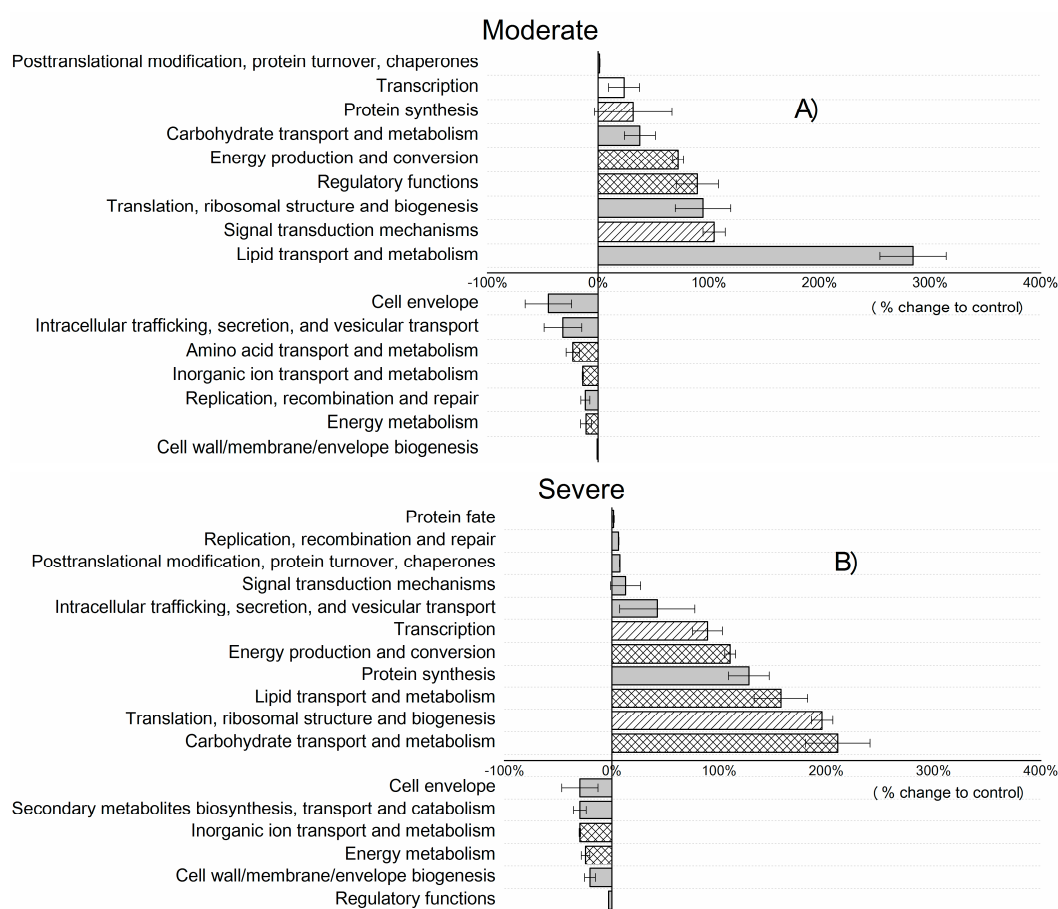 Moderate
Posttranslational modification, protein turnover, chaperones
Transcription
A)
Protein synthesis
Carbohydrate transport and metabolism
Energy production and conversion
Regulatory functions
Translation, ribosomal structure and biogenesis
Signal transduction mechanisms
Lipid transport and metabolism
-100% 0% 100% 200% 300% 400%
Cell envelope
( % change to control)
Intracellular trafficking, secretion, and vesicular transport
Amino acid transport and metabolism
Inorganic ion transport and metabolism
Replication, recombination and repair
Energy metabolism
Cell wall/membrane/envelope biogenesis
Severe
Protein fate
Replication, recombination and repair
Posttranslational modification, protein turnover, chaperones
B)
Signal transduction mechanisms
Intracellular trafficking, secretion, and vesicular transport
Transcription
Energy production and conversion
Protein synthesis
Lipid transport and metabolism
Translation, ribosomal structure and biogenesis
Carbohydrate transport and metabolism
-100% 0% 100% 200% 300% 400%
Cell envelope
( % change to control)
Secondary metabolites biosynthesis, transport and catabolism
Inorganic ion transport and metabolism
Energy metabolism
Cell wall/membrane/envelope biogenesis
Regulatory functions